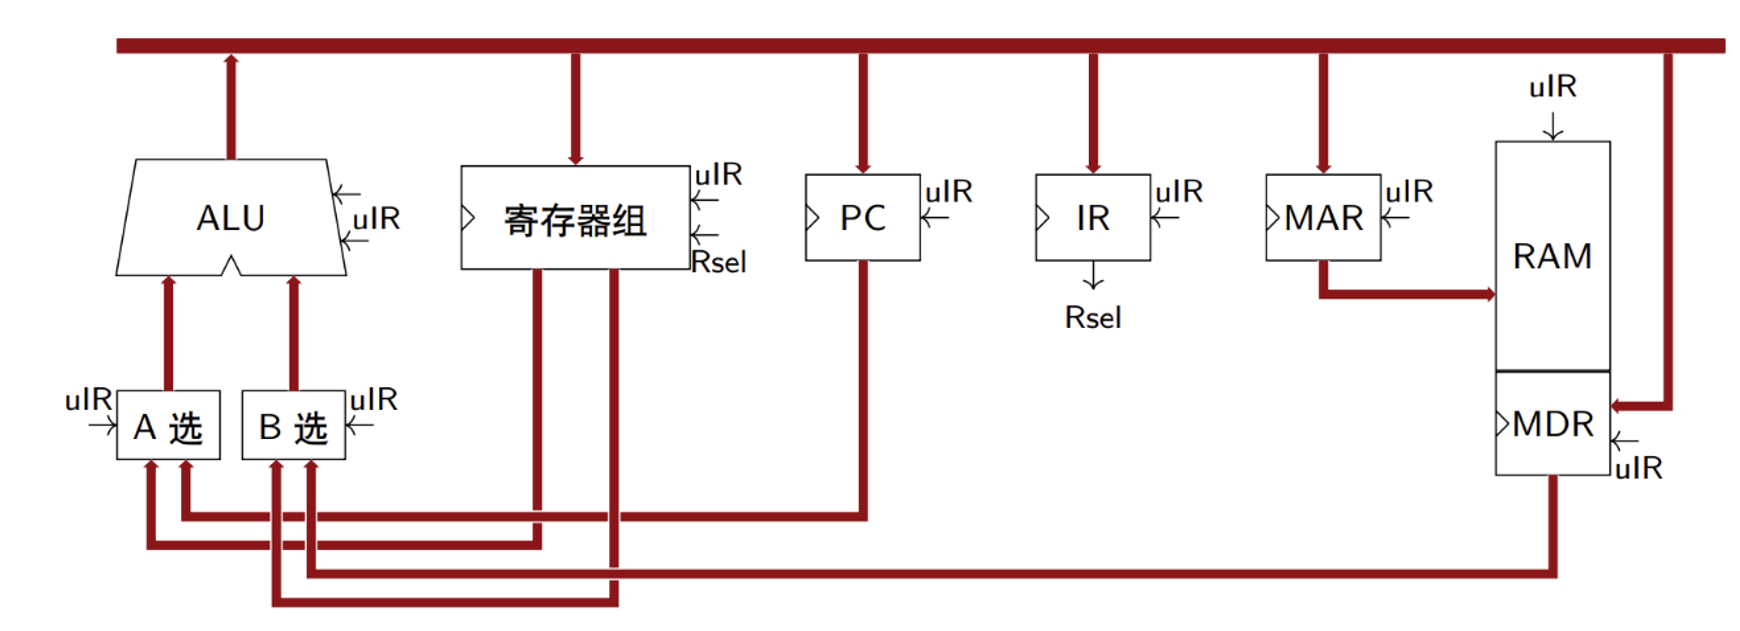 uIR
ALU
uIR
寄存器组
uIR
Rsel
PC
uIR
IR
uIR
Rsel
MAR
uIR
RAM
MDR
uIR
uIR
A 选
B 选
uIR